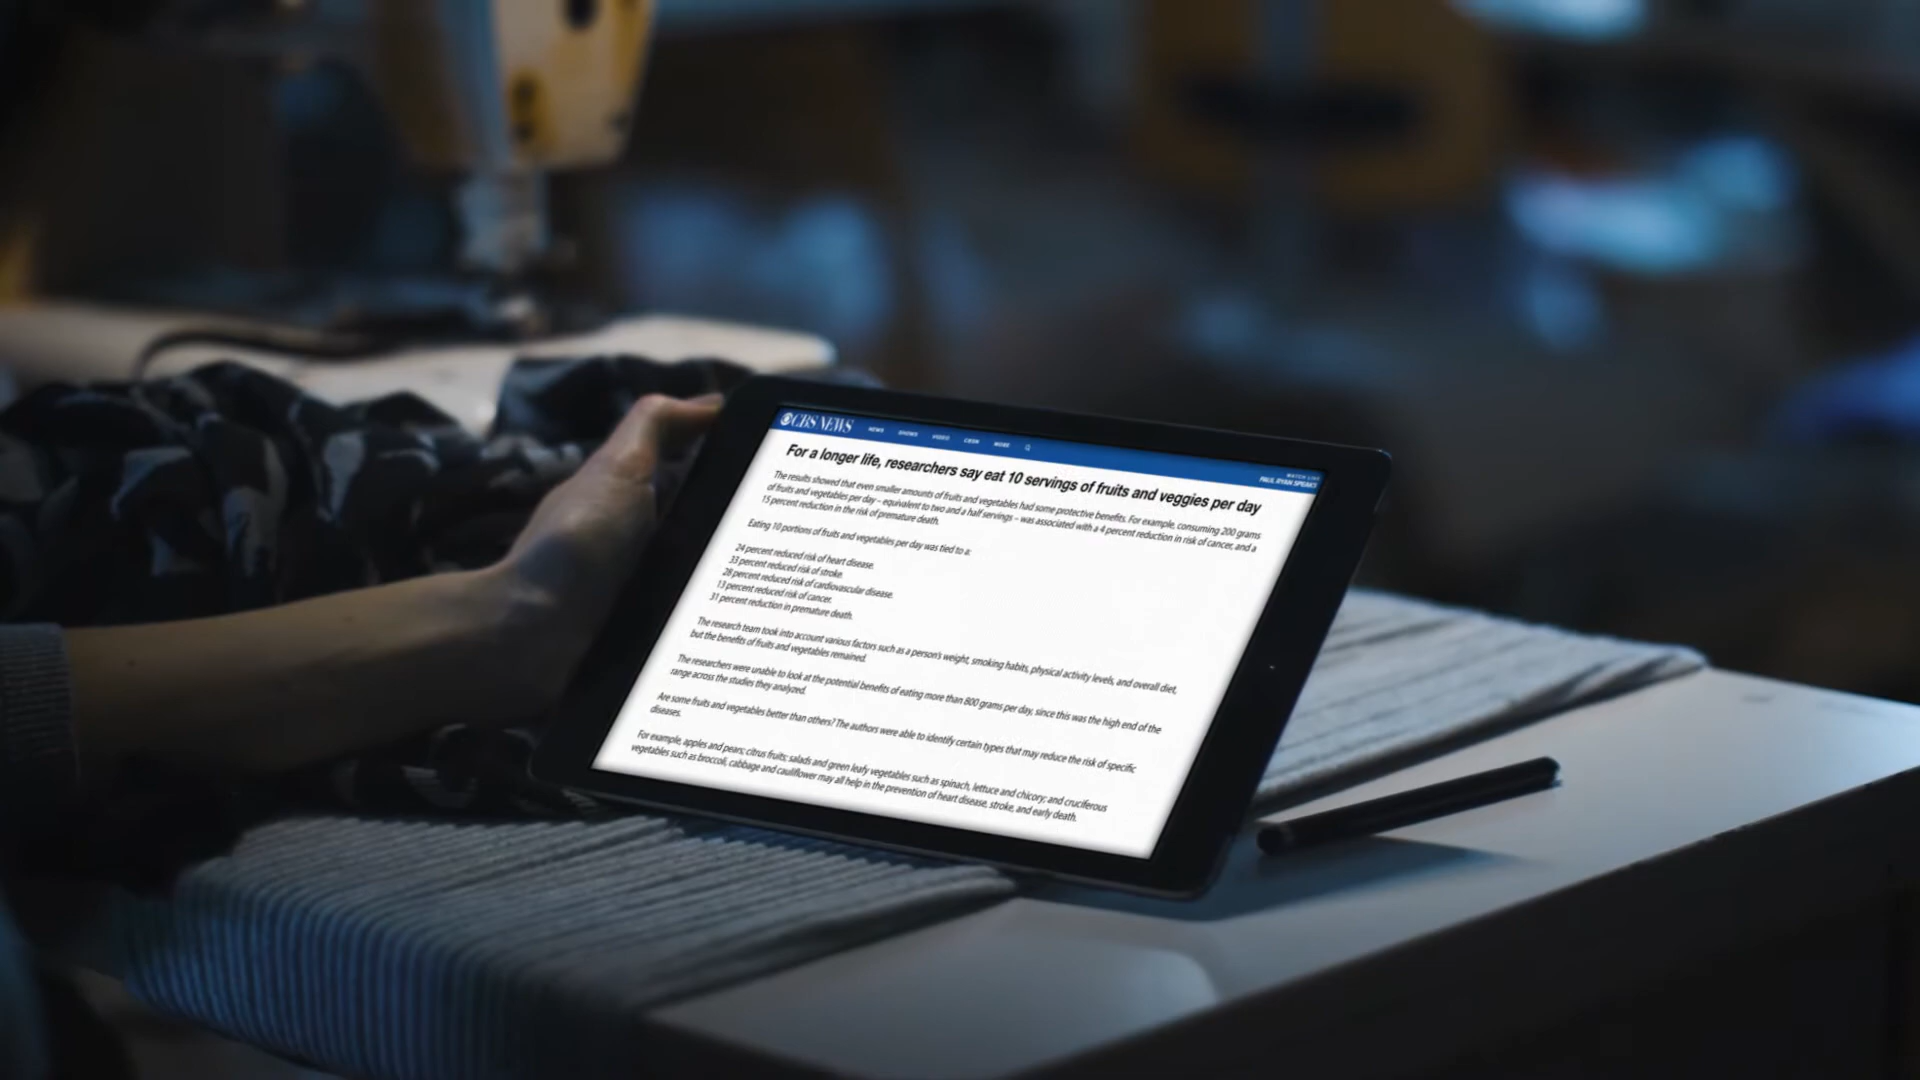 CBS NEWS NEWS SHOWS VIDEO CBSN MORE
WATCH LIVE
PAUL RYAN SPEAKS
For a longer life, researchers say eat 10 servings of fruits and veggies per day
The results showed that even smaller amounts of fruits and vegetables had some protective benefits. For example, consuming 200 grams
of fruits and vegetables per day – equivalent to two and a half servings – was associated with a 4 percent reduction in risk of cancer, and a
15 percent reduction in the risk of premature death.
Eating 10 portions of fruits and vegetables per day was tied to a:
24 percent reduced risk of heart disease.
33 percent reduced risk of stroke.
28 percent reduced risk of cardiovascular disease.
13 percent reduced risk of cancer.
31 percent reduction in premature death.
The research team took into account various factors such as a person's weight, smoking habits, physical activity levels, and overall diet,
but the benefits of fruits and vegetables remained.
The researchers were unable to look at the potential benefits of eating more than 800 grams per day, since this was the high end of the
range across the studies they analyzed.
Are some fruits and vegetables better than others? The authors were able to identify certain types that may reduce the risk of specific
diseases.
For example, apples and pears; citrus fruits; salads and green leafy vegetables such as spinach, lettuce and chicory; and cruciferous
vegetables such as broccoli, cabbage and cauliflower may all help in the prevention of heart disease, stroke, and early death.